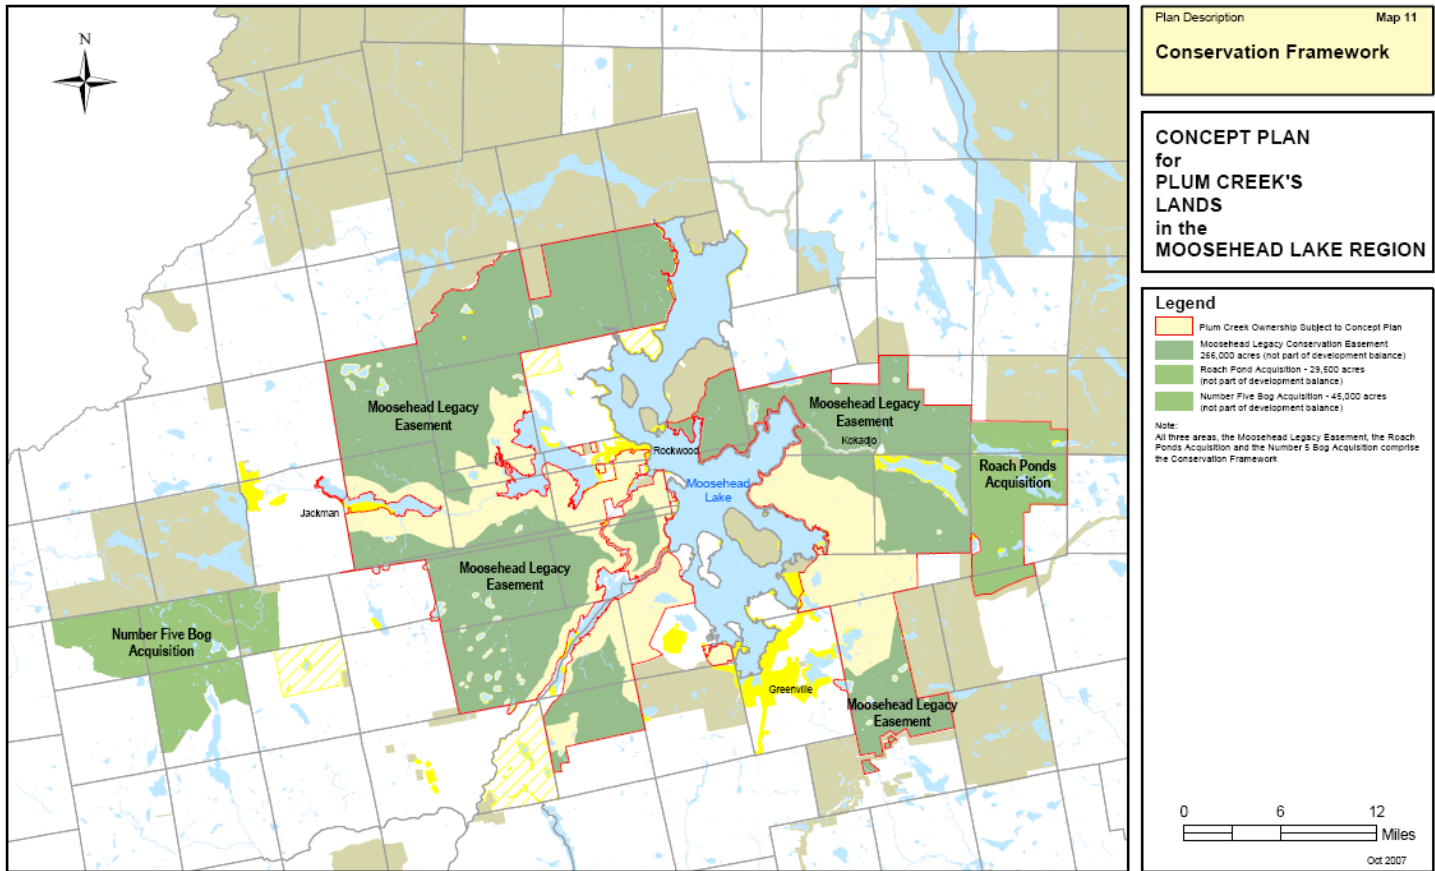 Plan Description Map 11
Conservation Framework
CONCEPT PLAN
for
PLUM CREEK'S
LANDS
in the
MOOSEHEAD LAKE REGION
Legend
Plum Creek Ownership Subject to Concept Plan
Moosehead Legacy Conservation Easement
266,000 acres (not part of development balance)
Roach Pond Acquisition - 29,500 acres
(not part of development balance)
Number Five Bog Acquisition - 45,000 acres
(not part of development balance)
Note:
All three areas, the Moosehead Legacy Easement, the Roach
Ponds Acquisition and the Number 5 Bog Acquisition comprise
the Conservation Framework
0 6 12
Miles
Oct 2007
N
Moosehead Legacy
Easement
Moosehead Legacy
Easement
Kokadjo
Rockwood
Roach Ponds
Acquisition
Moosehead
Lake
Jackman
Moosehead Legacy
Easement
Number Five Bog
Acquisition
Greenville
Moosehead Legacy
Easement